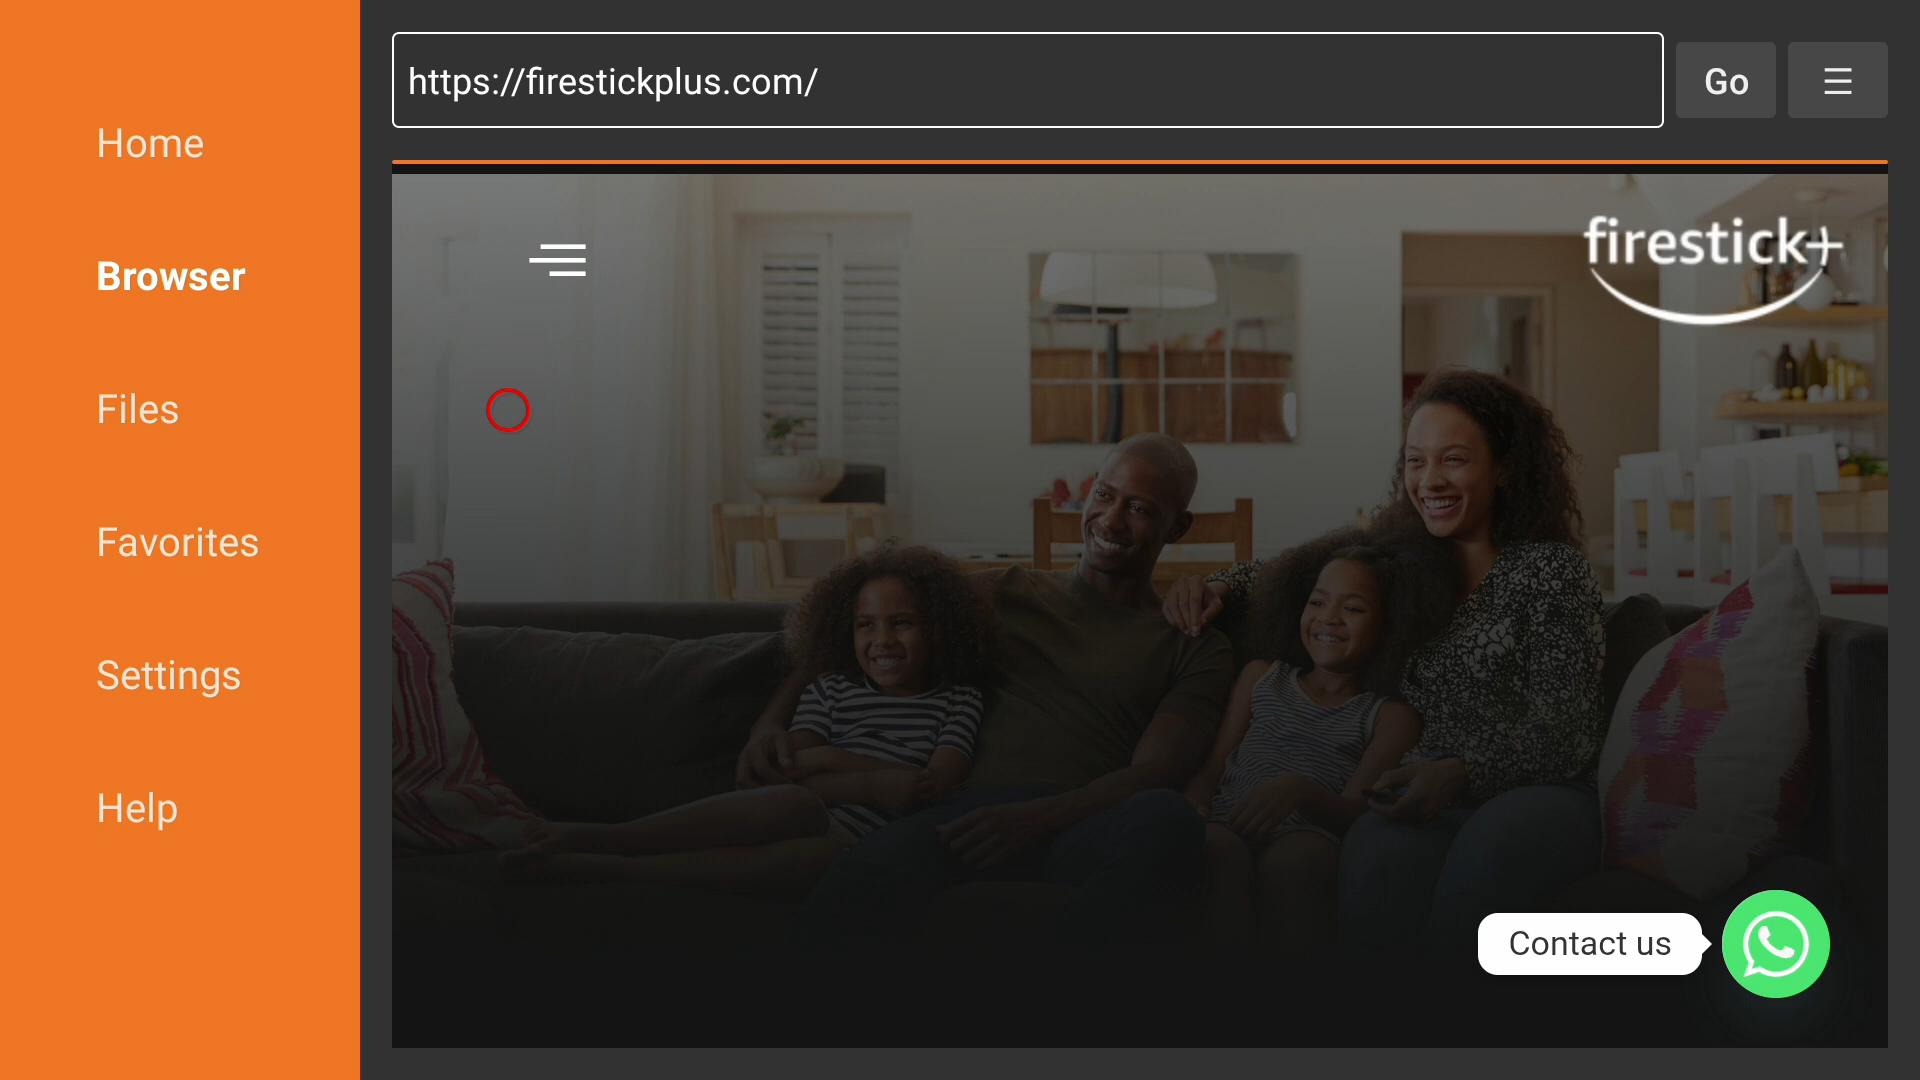 https://firestickplus.com/
Go
Home
Browser
Files
Favorites
Settings
Help
firestick+
Contact us